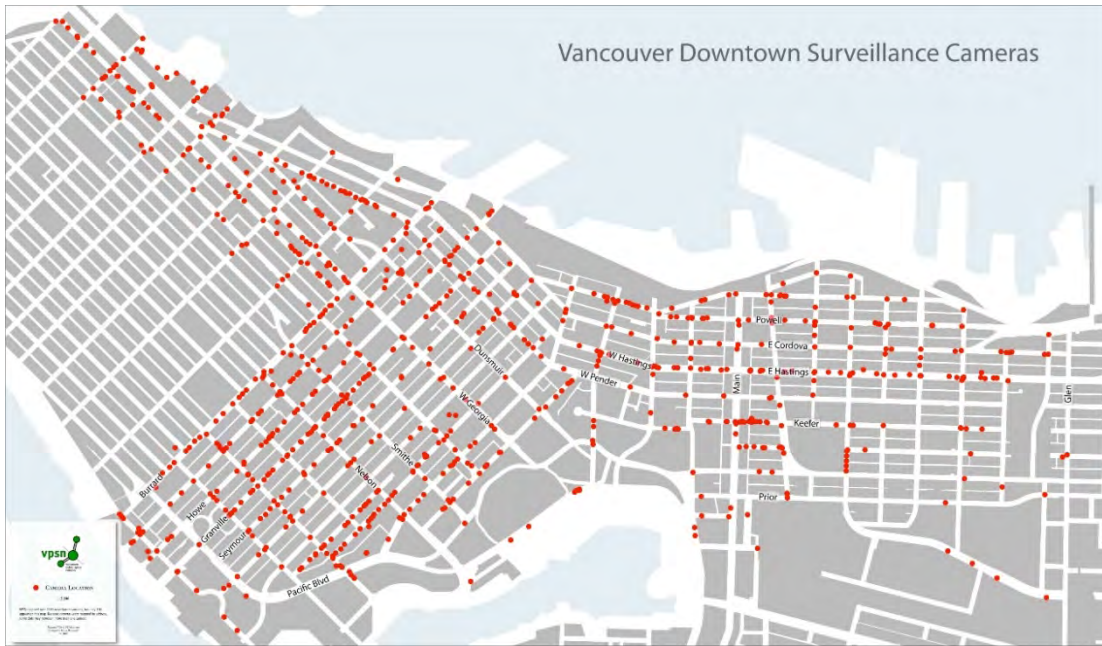 Vancouver Downtown Surveillance Cameras
Powell
E Cordova
W Hastings
E Hastings
W Pender
Dunsmuir
Main
Glen
W Georgia
Keefer
Smithe
Nelson
Burrard
Howe
Granville
Seymour
Prior
Pacific Blvd
vpsn
Camera Location